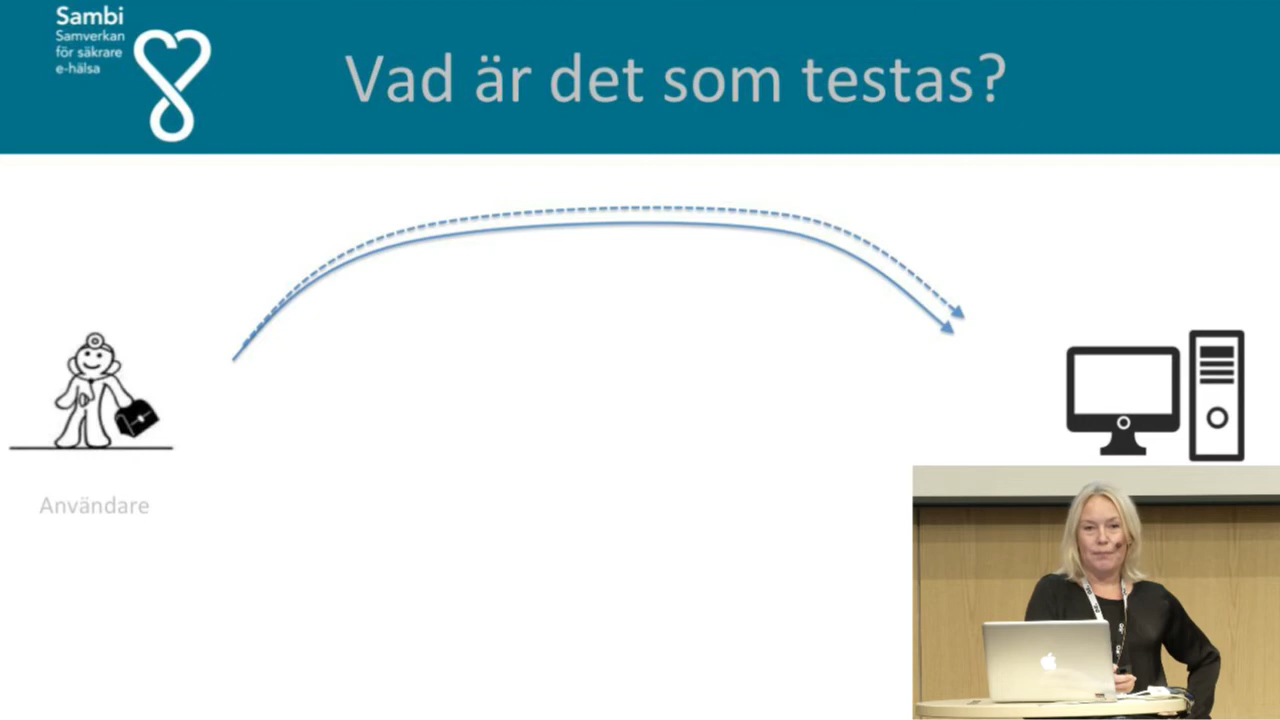 Sambi
Samverkan
för säkrare
e-hälsa
Vad är det som testas?
Användare